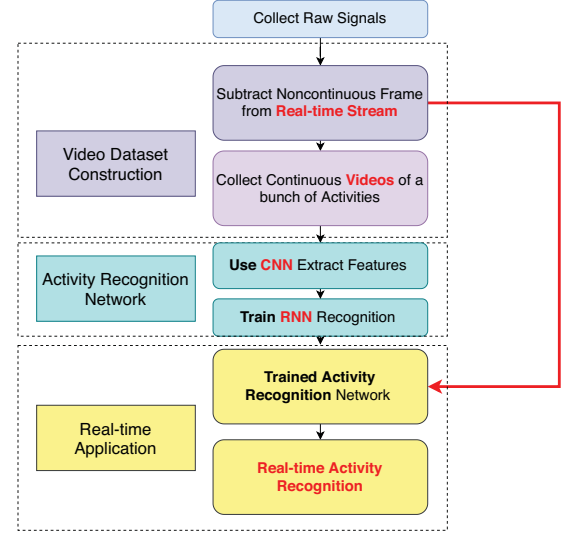 Collect Raw Signals
Subtract Noncontinuous Frame
from Real-time Stream
Video Dataset
Construction
Collect Continuous Videos of a
bunch of Activities
Use CNN Extract Features
Activity Recognition
Network
Train RNN Recognition
Trained Activity
Recognition Network
Real-time
Application
Real-time Activity
Recognition